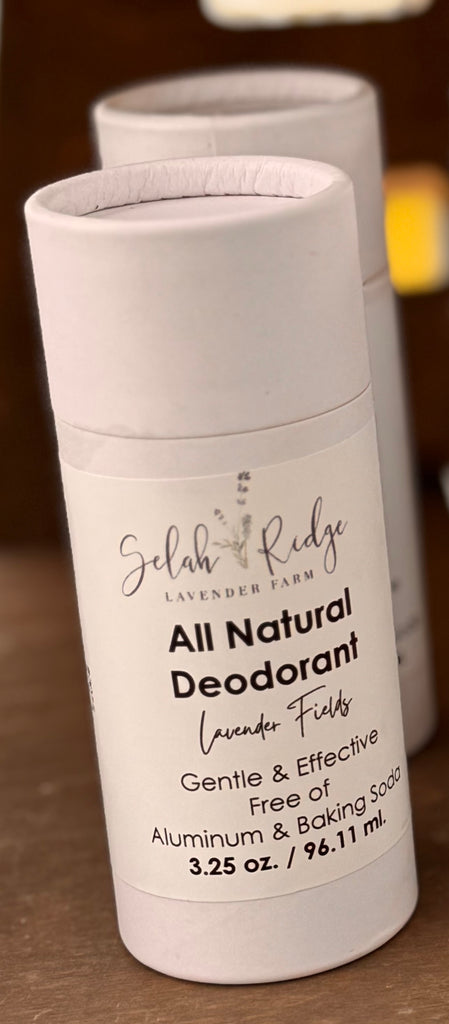 Selah Ridge
LAVENDER FARM
All Natural
Deodorant
Lavender Fields
Gentle & Effective
Free of
Aluminum & Baking Soda
3.25 oz. / 96.11 ml.